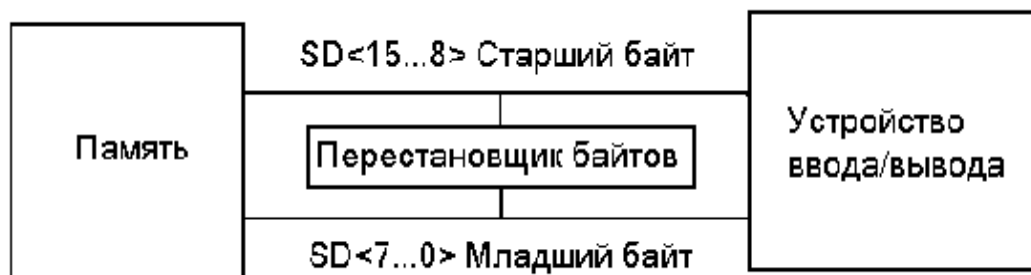 SD<15...8> Старший байт
Память
Перестановщик байтов
Устройство
ввода/вывода
SD<7...0> Младший байт